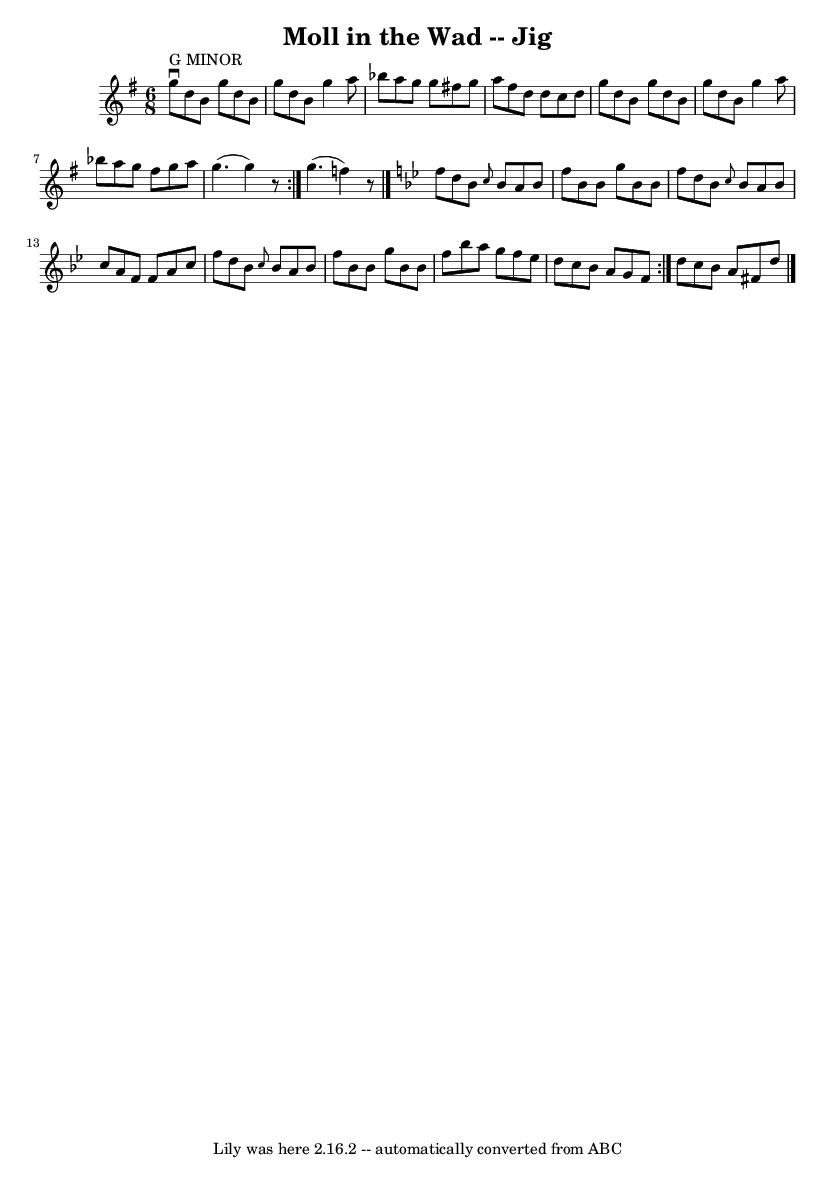 Moll in the Wad -- Jig
G MINOR
6
8
7
13
Lily was here 2.16.2 -- automatically converted from ABC